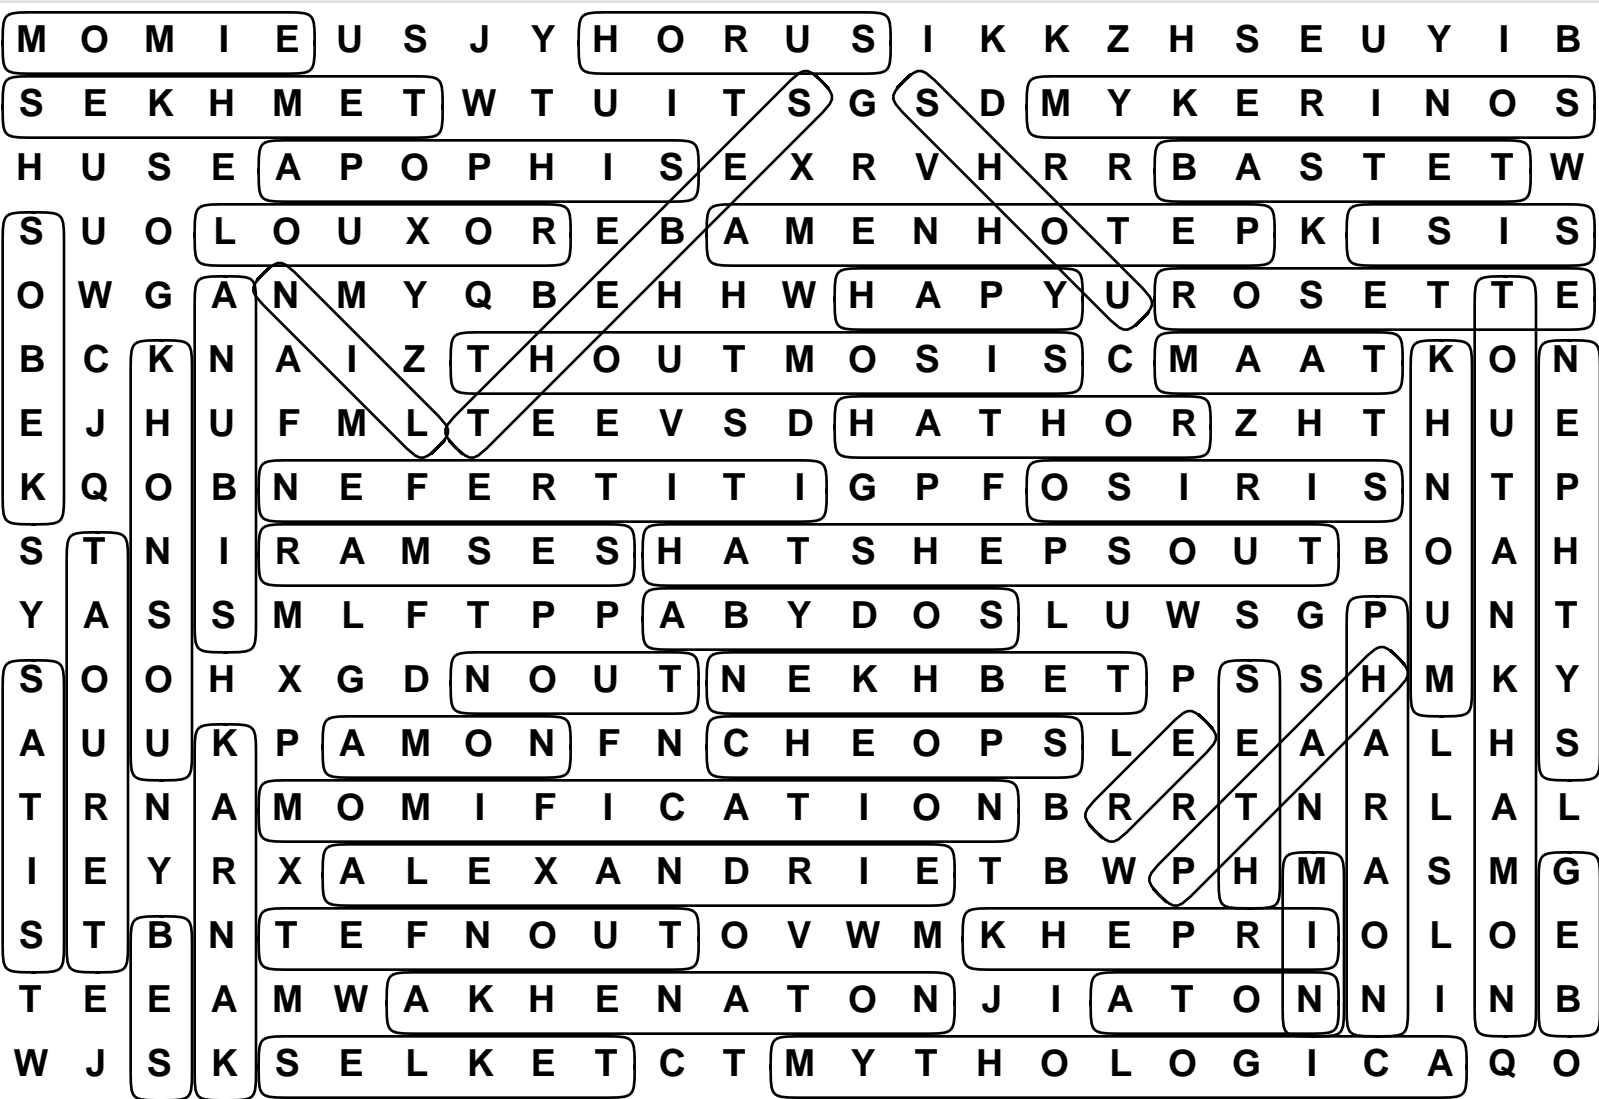 M O M I E U S J Y H O R U S I K K Z H S E U Y I B
S E K H M E T W T U I T S G S D M Y K E R I N O S
H U S E A P O P H I S E X R V H R R B A S T E T W
S U O L O U X O R E B A M E N H O T E P K I S I S
O W G A N M Y Q B E H H W H A P Y U R O S E T T E
B C K N A I Z T H O U T M O S I S C M A A T K O N
E J H U F M L T E E V S D H A T H O R Z H T H U E
K Q O B N E F E R T I T I G P F O S I R I S N T P
S T N I R A M S E S H A T S H E P S O U T B O A H
Y A S S M L F T P P A B Y D O S L U W S G P U N T
S O O H X G D N O U T N E K H B E T P S S H M K Y
A U U K P A M O N F N C H E O P S L E E A A L H S
T R N A M O M I F I C A T I O N B R R T N R L A L
I E Y R X A L E X A N D R I E T B W P H M A S M G
S T B N T E F N O U T O V W M K H E P R I O L O E
T E E A M W A K H E N A T O N J I A T O N N I N B
W J S K S E L K E T C T M Y T H O L O G I C A Q O